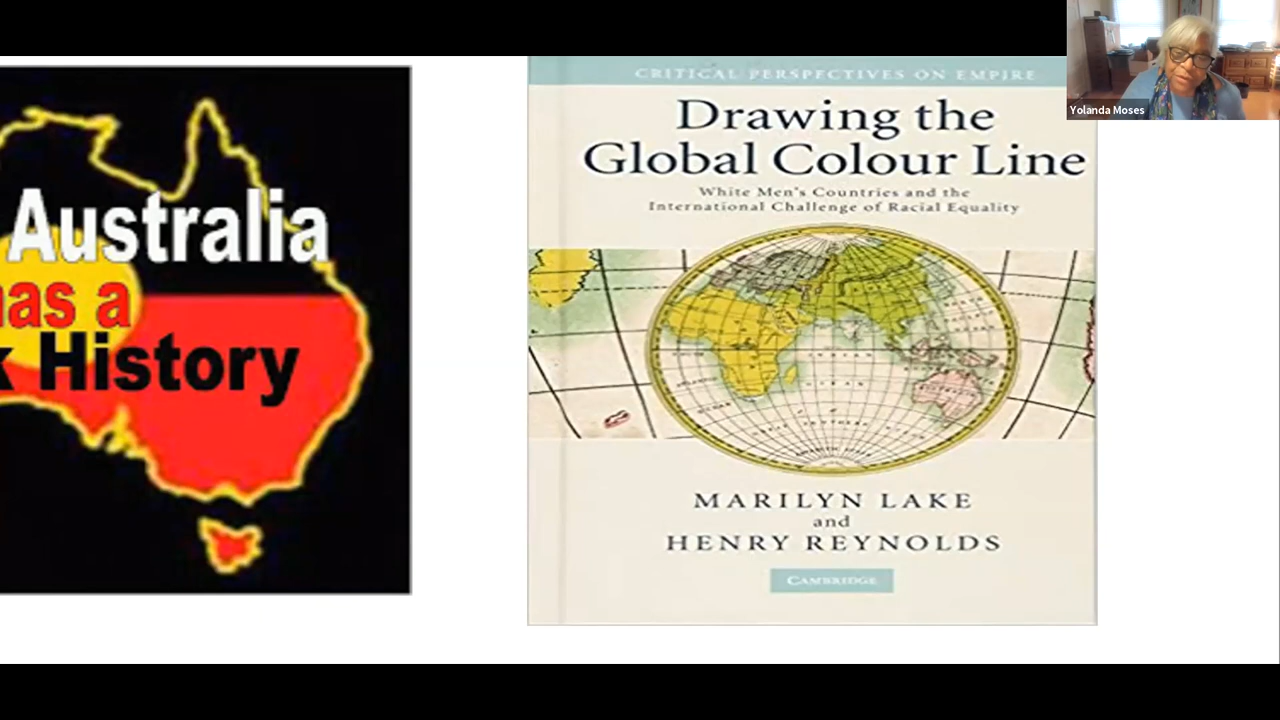 Australia
has a
k History
CRITICAL PERSPECTIVES ON EMPIRE
Drawing the
Global Colour Line
White Men's Countries and the
International Challenge of Racial Equality
MARILYN LAKE
and
HENRY REYNOLDS
CAMBRIDGE
Yolanda Moses